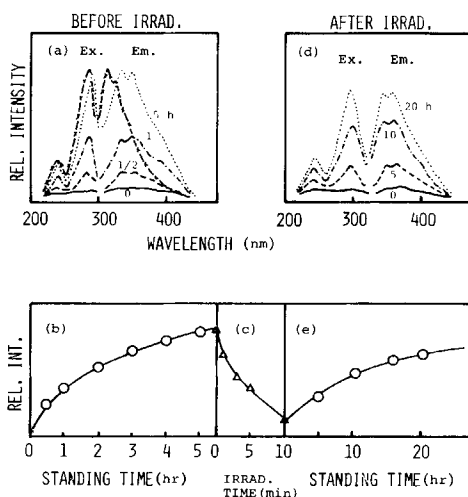 BEFORE IRRAD.
AFTER IRRAD.
(a) Ex. Em.
5 h
1
1/2
0
(d) Ex. Em.
20 h
10
5
0
REL. INTENSITY
200 300 400
200 300 400
WAVELENGTH (nm)
(b)
(c)
(e)
REL. INT.
0 1 2 3 4 5 0 5 10 10 20
STANDING TIME(hr)
IRRAD.
TIME(min)
STANDING TIME(hr)